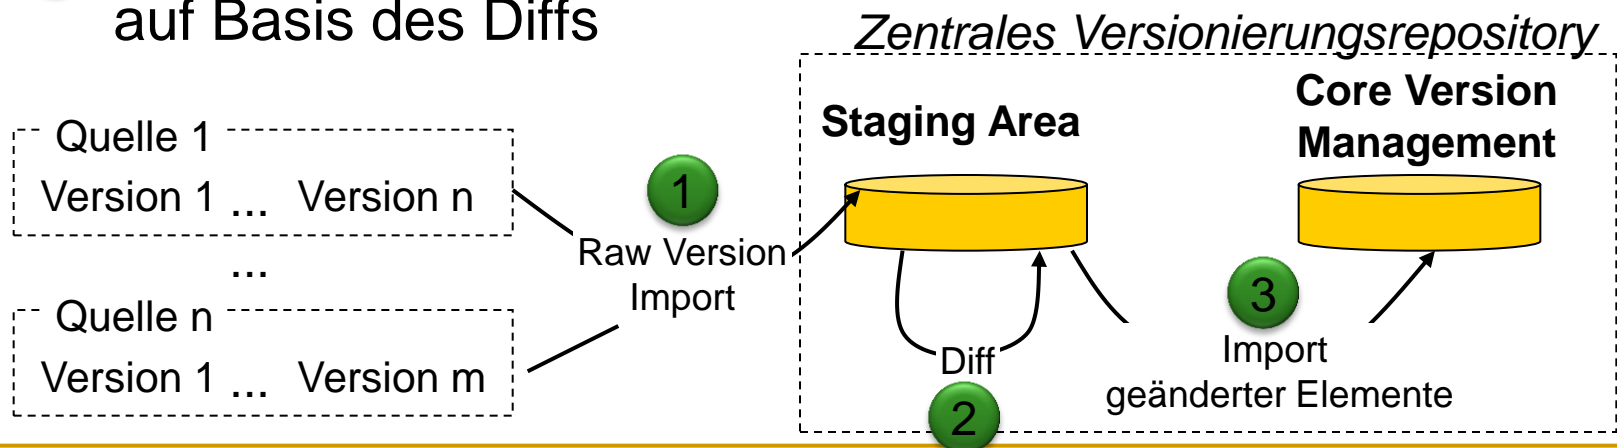 auf Basis des Diffs
Zentrales Versionierungsrepository
Quelle 1
Version 1 ... Version n
...
Quelle n
Version 1 ... Version m
1
Raw Version
Import
Staging Area
Core Version
Management
Diff
2
3
Import
geänderter Elemente